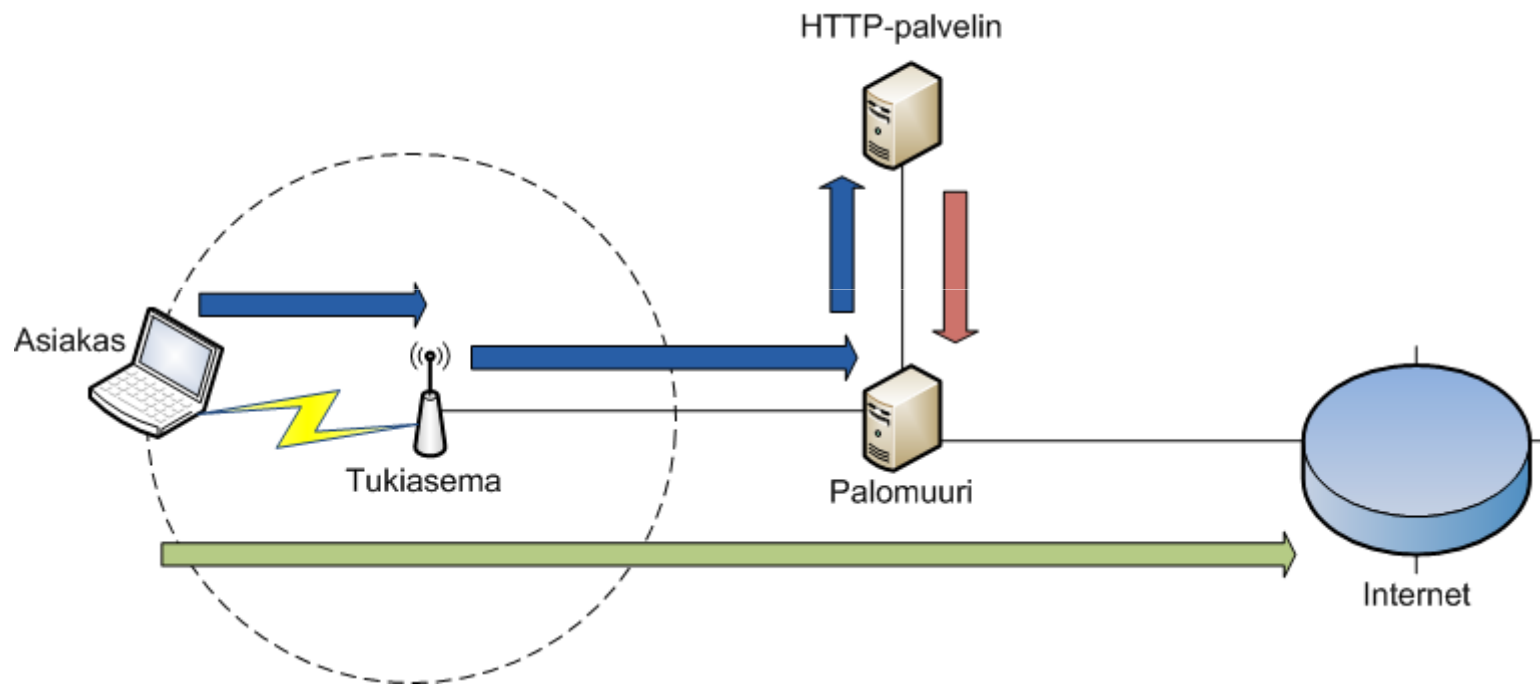 HTTP-palvelin
Asiakas
Tukiasema
Palomuuri
Internet